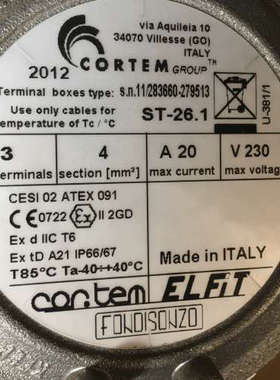 via Aquileia 10
34070 Villesse (GO)
ITALY
2012 CORTEM GROUP™
Terminal boxes type: s.n.11/283660-279513
Use only cables for
temperature of Tc / °C
ST-26.1
U-381/1
3 4 A 20 V 230
terminals section [mm²] max current max voltage
CESI 02 ATEX 091
CE 0722 Ex II 2GD
Ex d IIC T6
Ex tD A21 IP66/67
T85°C Ta-40÷+40°C
Made in ITALY
cortem ELFIT
FONDISONZO